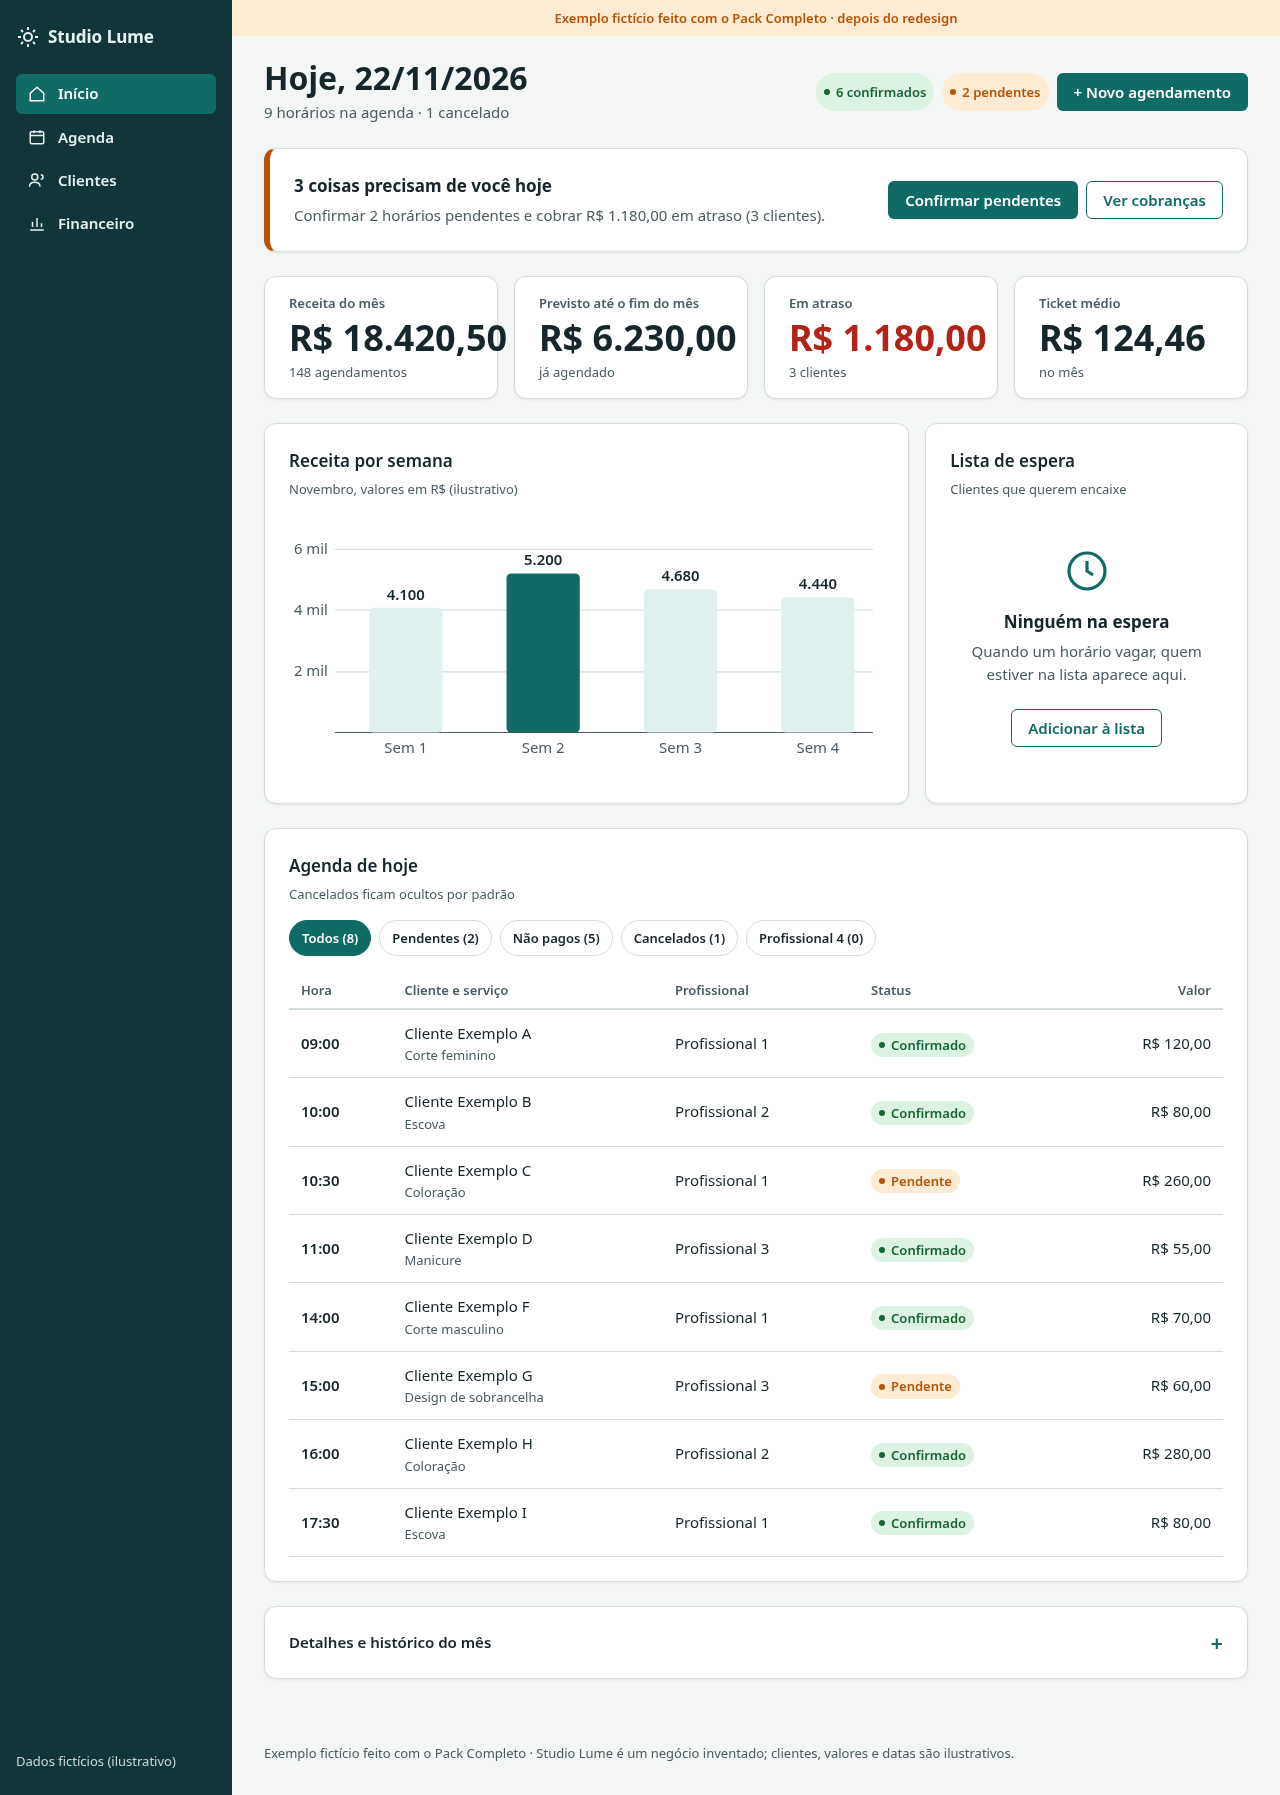 Studio Lume
Início
Agenda
Clientes
Financeiro
Dados fictícios (ilustrativo)
Exemplo fictício feito com o Pack Completo · depois do redesign
Hoje, 22/11/2026
9 horários na agenda · 1 cancelado
6 confirmados
2 pendentes
+ Novo agendamento
3 coisas precisam de você hoje
Confirmar 2 horários pendentes e cobrar R$ 1.180,00 em atraso (3 clientes).
Confirmar pendentes
Ver cobranças
Receita do mês
R$ 18.420,50
148 agendamentos
Previsto até o fim do mês
R$ 6.230,00
já agendado
Em atraso
R$ 1.180,00
3 clientes
Ticket médio
R$ 124,46
no mês
Receita por semana
Novembro, valores em R$ (ilustrativo)
6 mil
4 mil
2 mil
4.100
5.200
4.680
4.440
Sem 1
Sem 2
Sem 3
Sem 4
Lista de espera
Clientes que querem encaixe
Ninguém na espera
Quando um horário vagar, quem
estiver na lista aparece aqui.
Adicionar à lista
Agenda de hoje
Cancelados ficam ocultos por padrão
Todos (8)
Pendentes (2)
Não pagos (5)
Cancelados (1)
Profissional 4 (0)
Hora Cliente e serviço Profissional Status Valor
09:00 Cliente Exemplo A Profissional 1 Confirmado R$ 120,00
Corte feminino
10:00 Cliente Exemplo B Profissional 2 Confirmado R$ 80,00
Escova
10:30 Cliente Exemplo C Profissional 1 Pendente R$ 260,00
Coloração
11:00 Cliente Exemplo D Profissional 3 Confirmado R$ 55,00
Manicure
14:00 Cliente Exemplo F Profissional 1 Confirmado R$ 70,00
Corte masculino
15:00 Cliente Exemplo G Profissional 3 Pendente R$ 60,00
Design de sobrancelha
16:00 Cliente Exemplo H Profissional 2 Confirmado R$ 280,00
Coloração
17:30 Cliente Exemplo I Profissional 1 Confirmado R$ 80,00
Escova
Detalhes e histórico do mês
+
Exemplo fictício feito com o Pack Completo · Studio Lume é um negócio inventado; clientes, valores e datas são ilustrativos.